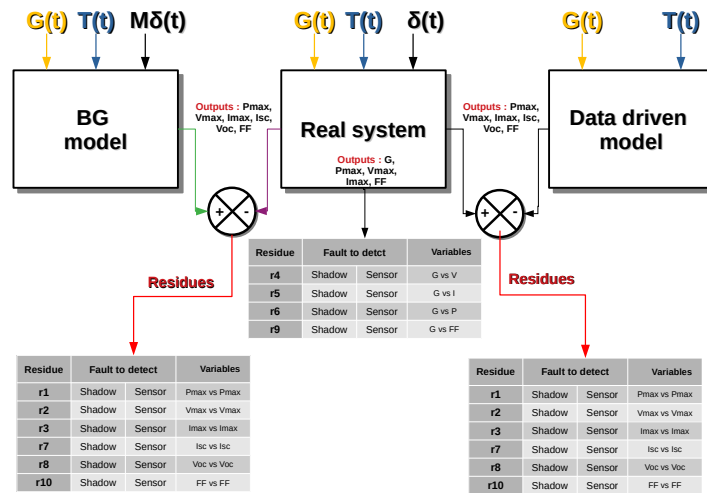 G(t) T(t) Mδ(t)
G(t) T(t) δ(t)
G(t) T(t)
BG
model
Outputs : Pmax,
Vmax, Imax, Isc,
Voc, FF
Real system
Outputs : G,
Pmax, Vmax,
Imax, FF
Outputs : Pmax,
Vmax, Imax, Isc,
Voc, FF
Data driven
model
+ -
+ -
Residues
Residues
Residue Fault to detct Variables
r4 Shadow Sensor G vs V
r5 Shadow Sensor G vs I
r6 Shadow Sensor G vs P
r9 Shadow Sensor G vs FF
Residue Fault to detect Variables
r1 Shadow Sensor Pmax vs Pmax
r2 Shadow Sensor Vmax vs Vmax
r3 Shadow Sensor Imax vs Imax
r7 Shadow Sensor Isc vs Isc
r8 Shadow Sensor Voc vs Voc
r10 Shadow Sensor FF vs FF
Residue Fault to detect Variables
r1 Shadow Sensor Pmax vs Pmax
r2 Shadow Sensor Vmax vs Vmax
r3 Shadow Sensor Imax vs Imax
r7 Shadow Sensor Isc vs Isc
r8 Shadow Sensor Voc vs Voc
r10 Shadow Sensor FF vs FF